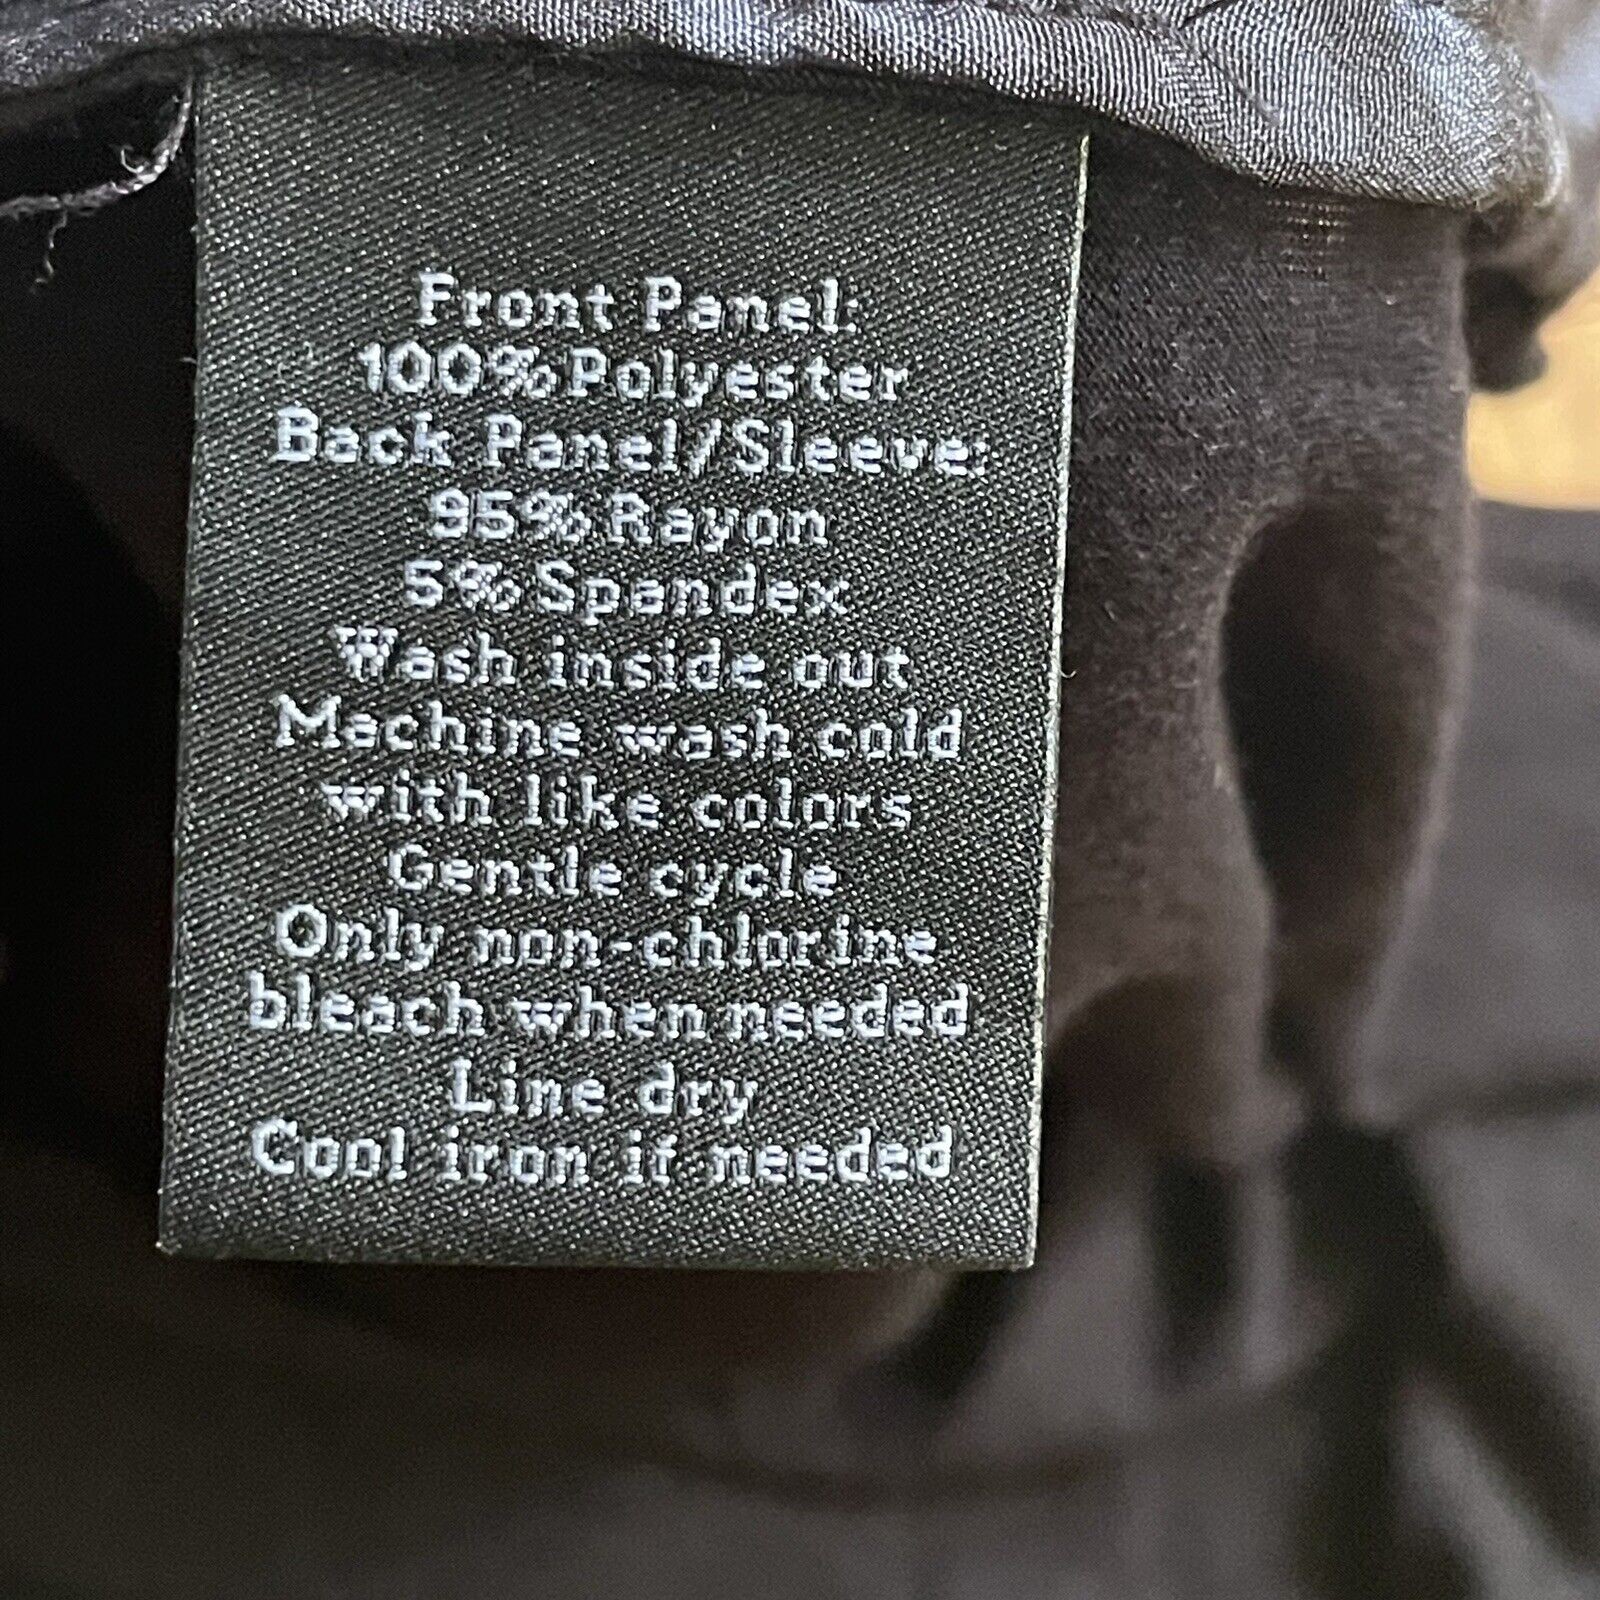 Front Panel:
100% Polyester
Back Panel/Sleeve:
95% Rayon
5% Spandex
Wash inside out
Machine wash cold
with like colors
Gentle cycle
Only non-chlorine
bleach when needed
Line dry
Cool iron if needed